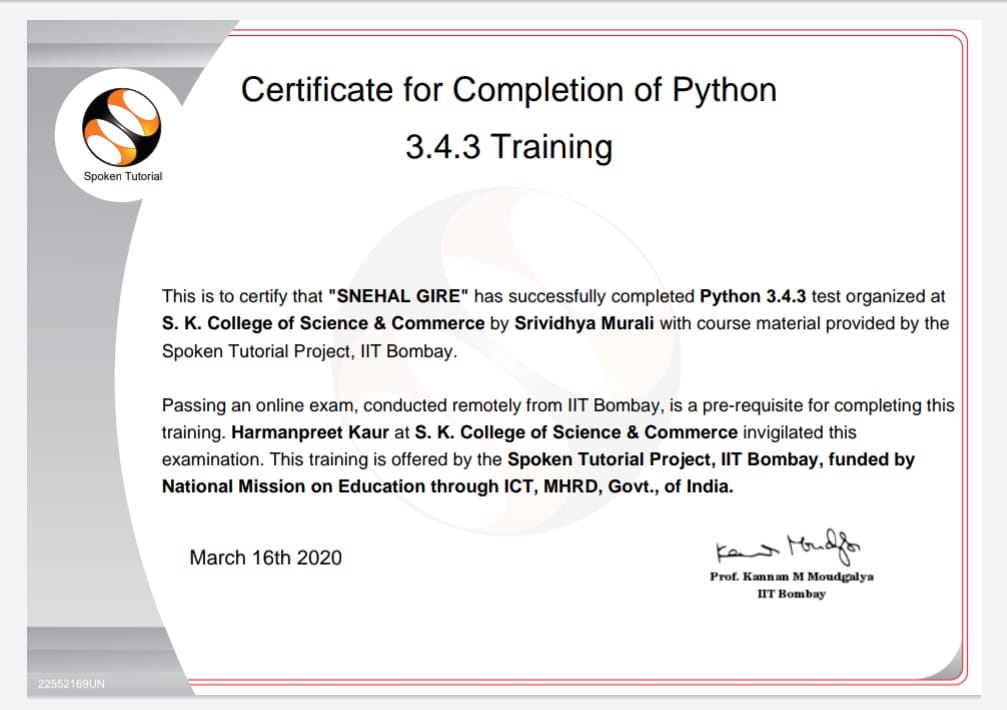 Certificate for Completion of Python
3.4.3 Training
Spoken Tutorial
This is to certify that "SNEHAL GIRE" has successfully completed Python 3.4.3 test organized at
S. K. College of Science & Commerce by Srividhya Murali with course material provided by the
Spoken Tutorial Project, IIT Bombay.
Passing an online exam, conducted remotely from IIT Bombay, is a pre-requisite for completing this
training. Harmanpreet Kaur at S. K. College of Science & Commerce invigilated this
examination. This training is offered by the Spoken Tutorial Project, IIT Bombay, funded by
National Mission on Education through ICT, MHRD, Govt., of India.
March 16th 2020
Prof. Kannan M Moudgalya
IIT Bombay
22552169UN